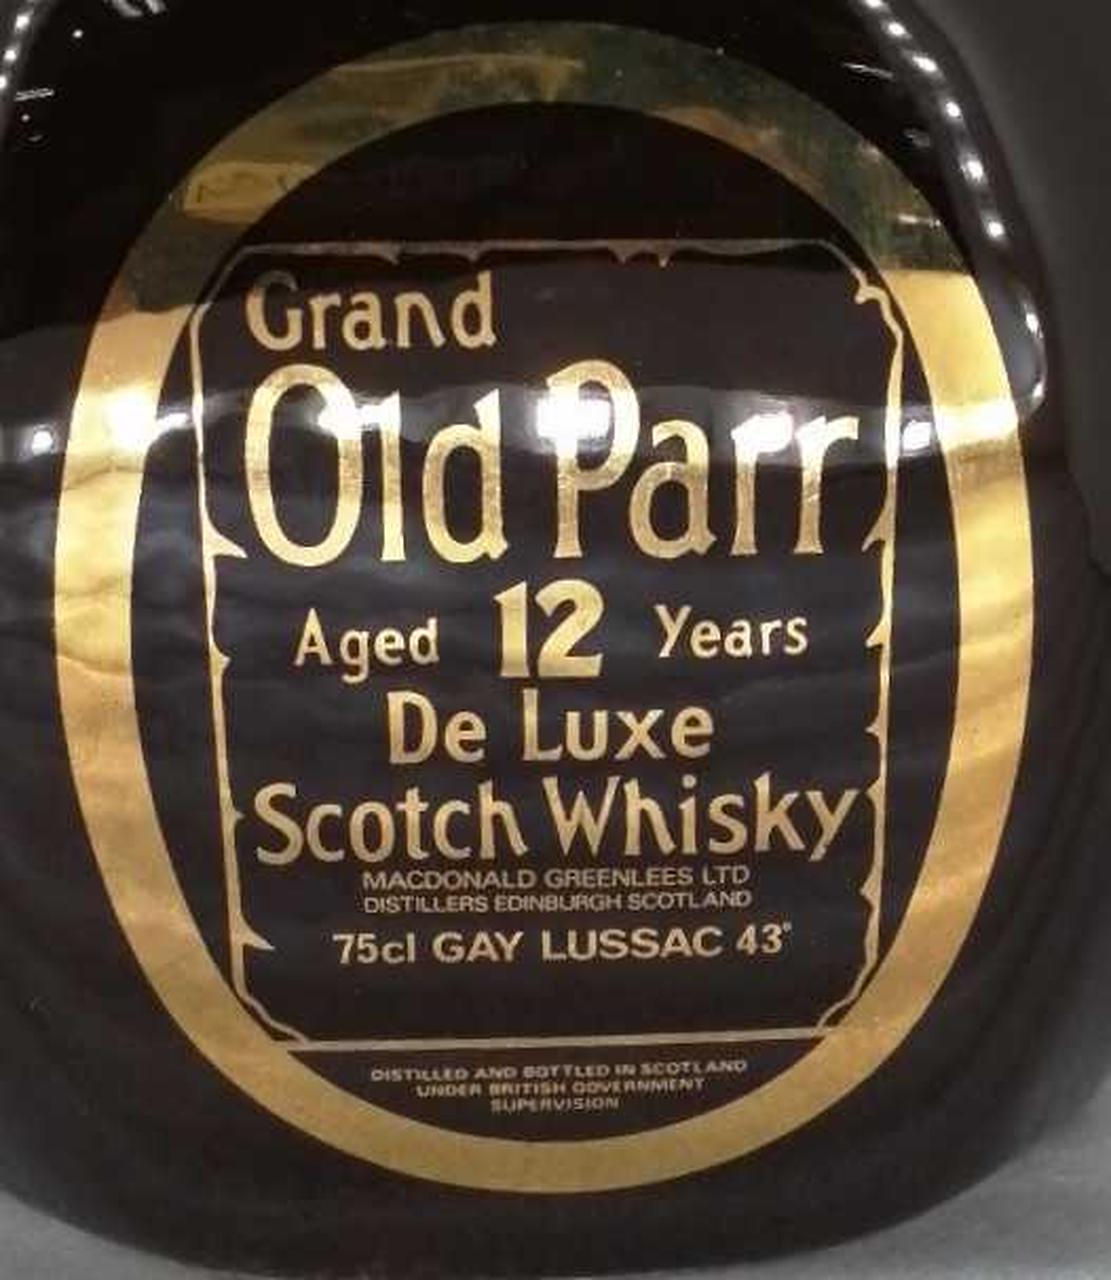 Grand
Old Parr
Aged 12 Years
De Luxe
Scotch Whisky
MACDONALD GREENLEES LTD
DISTILLERS EDINBURGH SCOTLAND
75cl GAY LUSSAC 43°
DISTILLED AND BOTTLED IN SCOTLAND
UNDER BRITISH GOVERNMENT
SUPERVISION